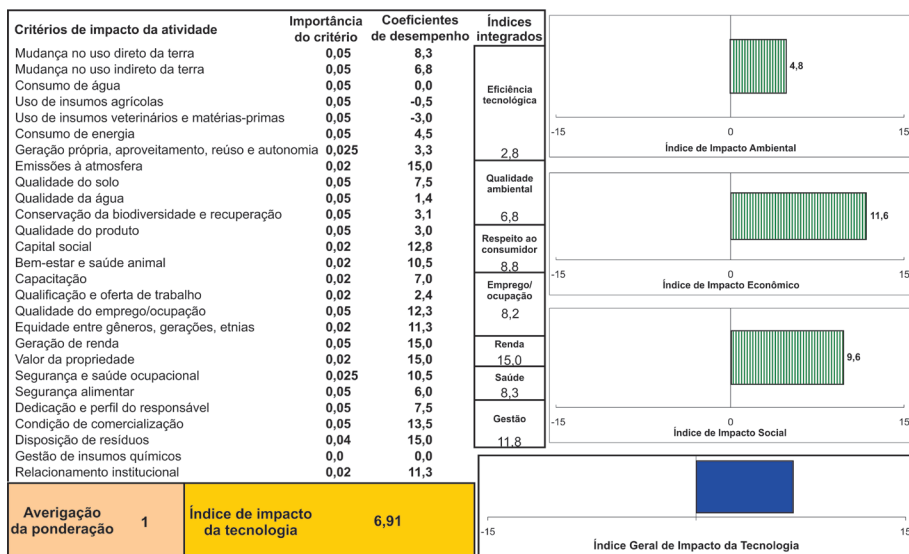 Critérios de impacto da atividade Importância do critério Coeficientes de desempenho Índices integrados
Mudança no uso direto da terra 0,05 8,3
Mudança no uso indireto da terra 0,05 6,8
Consumo de água 0,05 0,0
Uso de insumos agrícolas 0,05 -0,5
Uso de insumos veterinários e matérias-primas 0,05 -3,0
Consumo de energia 0,05 4,5
Geração própria, aproveitamento, reúso e autonomia 0,025 3,3
Emissões à atmosfera 0,02 15,0
Qualidade do solo 0,05 7,5
Qualidade da água 0,05 1,4
Conservação da biodiversidade e recuperação 0,05 3,1
Qualidade do produto 0,05 3,0
Capital social 0,02 12,8
Bem-estar e saúde animal 0,02 10,5
Capacitação 0,02 7,0
Qualificação e oferta de trabalho 0,02 2,4
Qualidade do emprego/ocupação 0,05 12,3
Equidade entre gêneros, gerações, etnias 0,02 11,3
Geração de renda 0,05 15,0
Valor da propriedade 0,02 15,0
Segurança e saúde ocupacional 0,025 10,5
Segurança alimentar 0,05 6,0
Dedicação e perfil do responsável 0,05 7,5
Condição de comercialização 0,05 13,5
Disposição de resíduos 0,04 15,0
Gestão de insumos químicos 0,0 0,0
Relacionamento institucional 0,02 11,3
Eficiência
tecnológica
2,8
Qualidade
ambiental
6,8
Respeito ao
consumidor
8,8
Emprego/
ocupação
8,2
Renda
15,0
Saúde
8,3
Gestão
11,8
Averigação
da ponderação
1
Índice de impacto
da tecnologia
6,91
4,8
-15 0 15
Índice de Impacto Ambiental
11,6
-15 0 15
Índice de Impacto Econômico
9,6
-15 0 15
Índice de Impacto Social
-15 15
Índice Geral de Impacto da Tecnologia